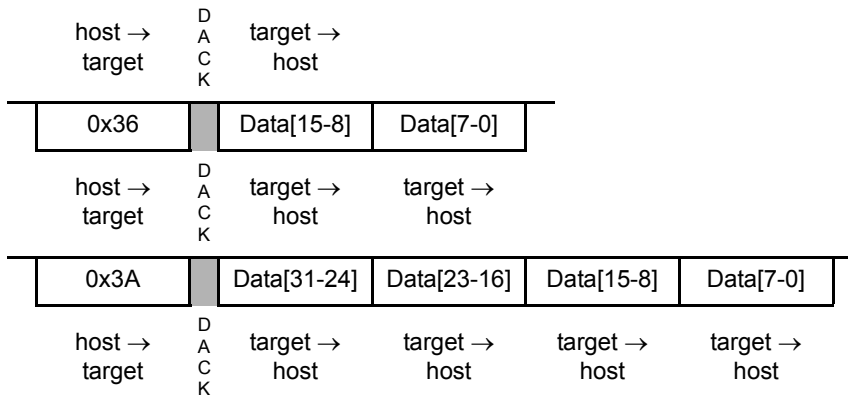 host → D A C K target →
target host
0x36 Data[15-8] Data[7-0]
host → D A C K target → target →
target host host
0x3A Data[31-24] Data[23-16] Data[15-8] Data[7-0]
host → D A C K target → target → target → target →
target host host host host